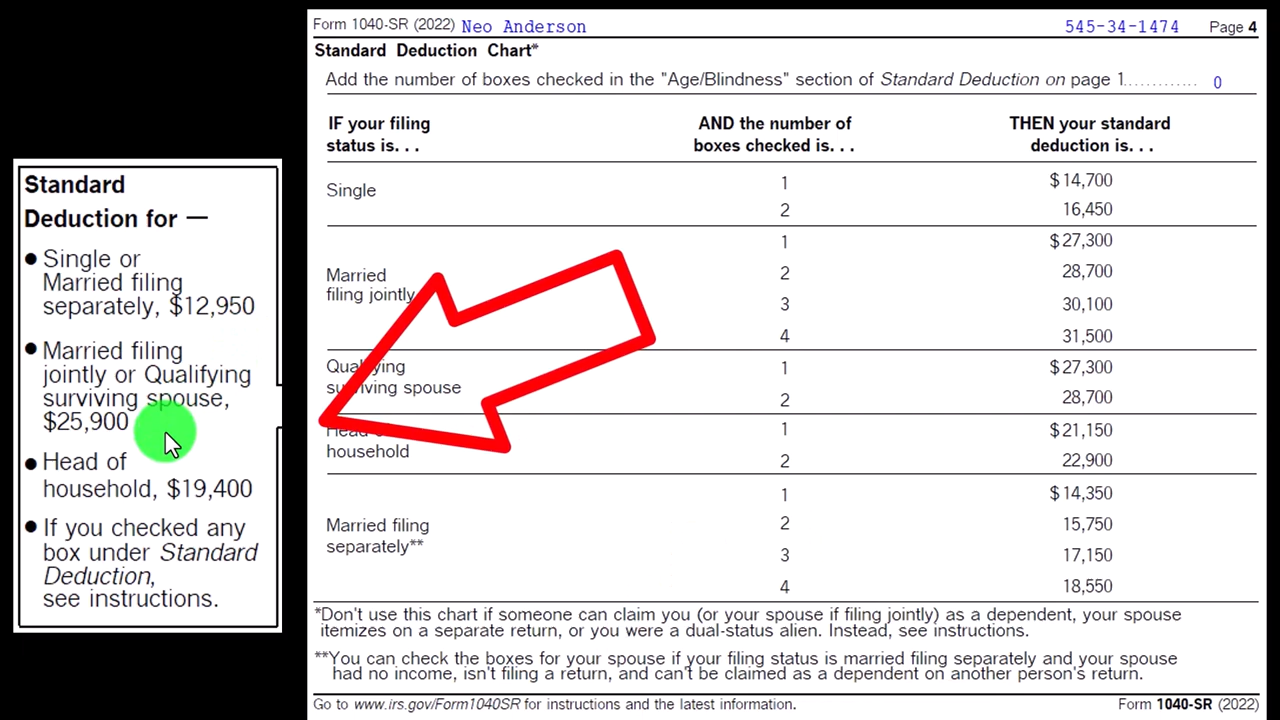 Standard
Deduction for —
● Single or
Married filing
separately, $12,950
● Married filing
jointly or Qualifying
surviving spouse,
$25,900
● Head of
household, $19,400
● If you checked any
box under Standard
Deduction,
see instructions.
Form 1040-SR (2022) Neo Anderson 545-34-1474 Page 4
Standard Deduction Chart*
Add the number of boxes checked in the "Age/Blindness" section of Standard Deduction on page 1............. 0
IF your filing AND the number of THEN your standard
status is. . . boxes checked is. . . deduction is. . .
Single 1 $14,700
2 16,450
Married filing jointly 1 $27,300
2 28,700
3 30,100
4 31,500
Qualifying surviving spouse 1 $27,300
2 28,700
Head of household 1 $21,150
2 22,900
Married filing separately** 1 $14,350
2 15,750
3 17,150
4 18,550
*Don't use this chart if someone can claim you (or your spouse if filing jointly) as a dependent, your spouse
itemizes on a separate return, or you were a dual-status alien. Instead, see instructions.
**You can check the boxes for your spouse if your filing status is married filing separately and your spouse
had no income, isn't filing a return, and can't be claimed as a dependent on another person's return.
Go to www.irs.gov/Form1040SR for instructions and the latest information. Form 1040-SR (2022)